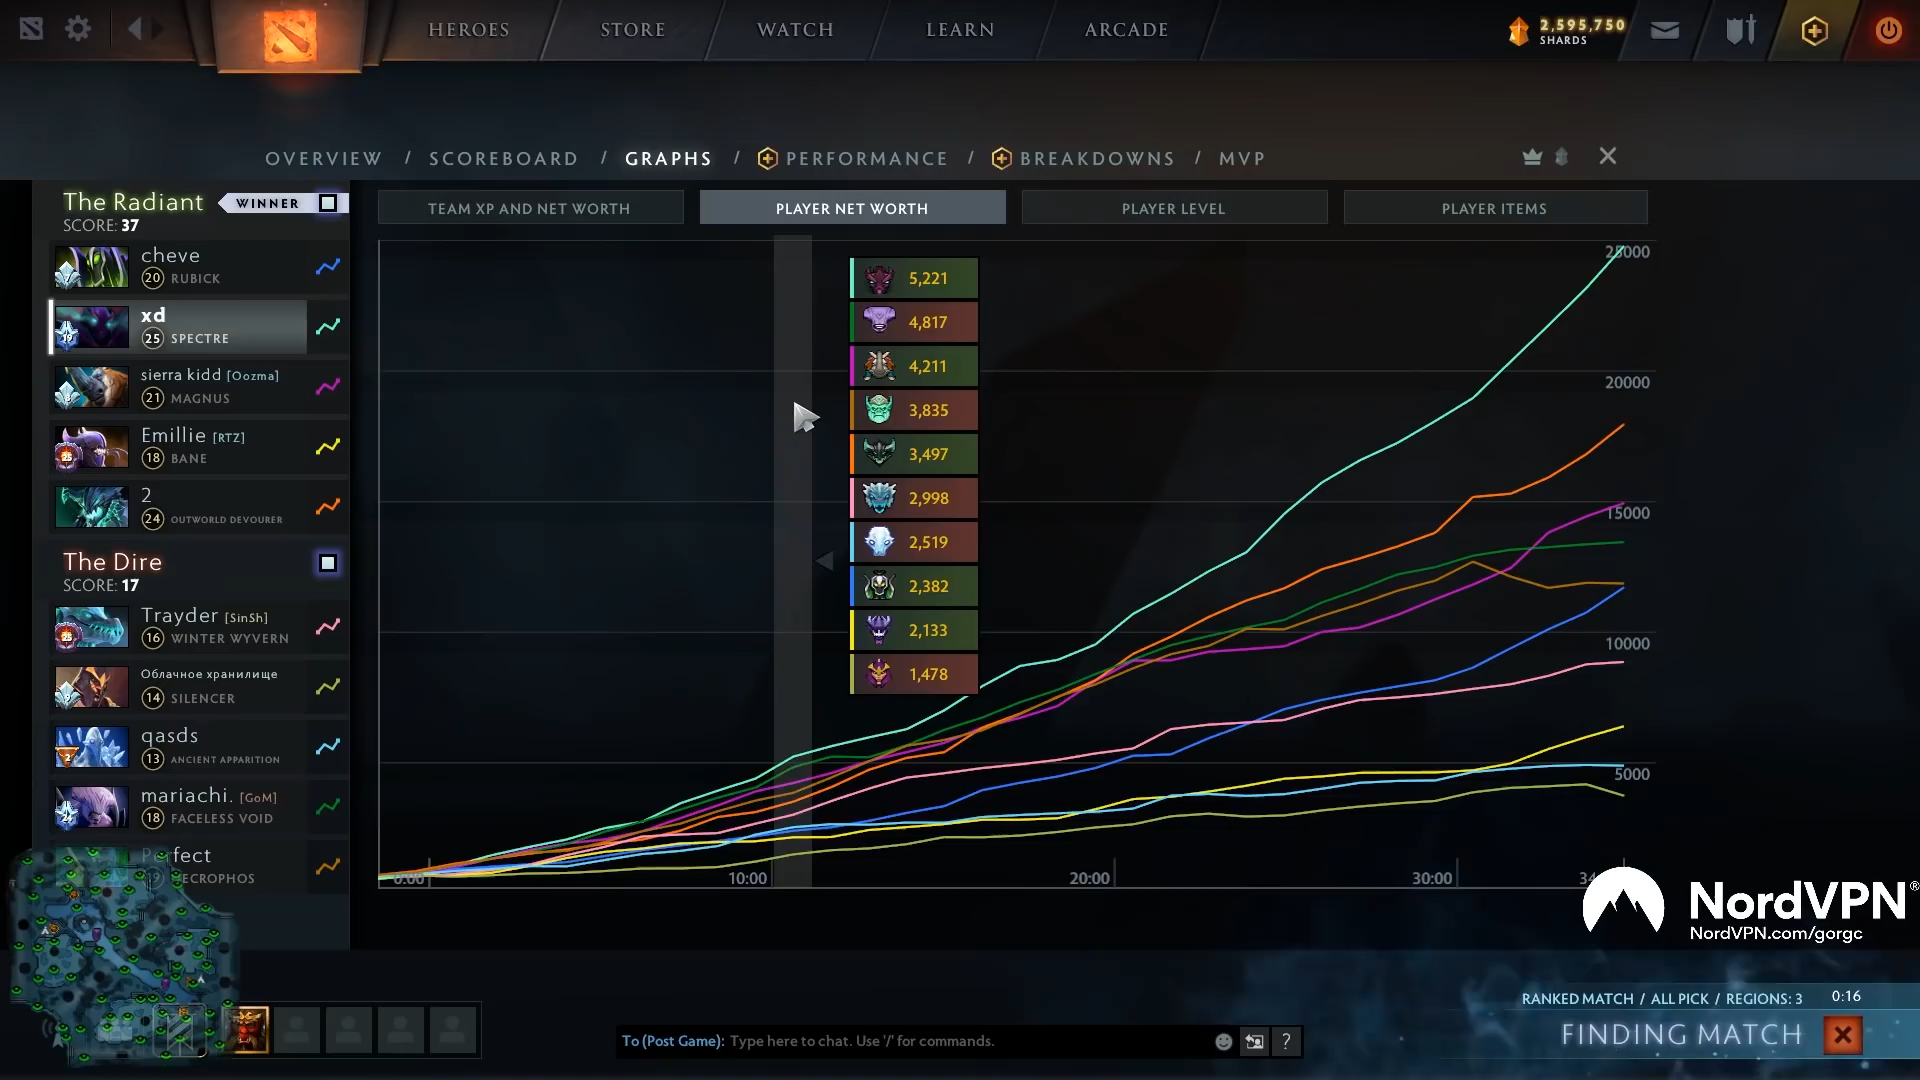 HEROES
STORE
WATCH
LEARN
ARCADE
2,595,750
SHARDS
OVERVIEW / SCOREBOARD / GRAPHS / PERFORMANCE / BREAKDOWNS / MVP
The Radiant
WINNER
SCORE: 37
cheve
20 RUBICK
xd
25 SPECTRE
sierra kidd [Oozma]
21 MAGNUS
Emillie [RTZ]
18 BANE
2
24 OUTWORLD DEVOURER
The Dire
SCORE: 17
Trayder [SinSh]
16 WINTER WYVERN
Облачное хранилище
14 SILENCER
qasds
13 ANCIENT APPARITION
mariachi. [GoM]
18 FACELESS VOID
Perfect
NECROPHOS
TEAM XP AND NET WORTH
PLAYER NET WORTH
PLAYER LEVEL
PLAYER ITEMS
5,221
4,817
4,211
3,835
3,497
2,998
2,519
2,382
2,133
1,478
25000
20000
15000
10000
5000
0:00
10:00
20:00
30:00
NordVPN®
NordVPN.com/gorgc
RANKED MATCH / ALL PICK / REGIONS: 3
0:16
FINDING MATCH
To (Post Game): Type here to chat. Use '/' for commands.
?